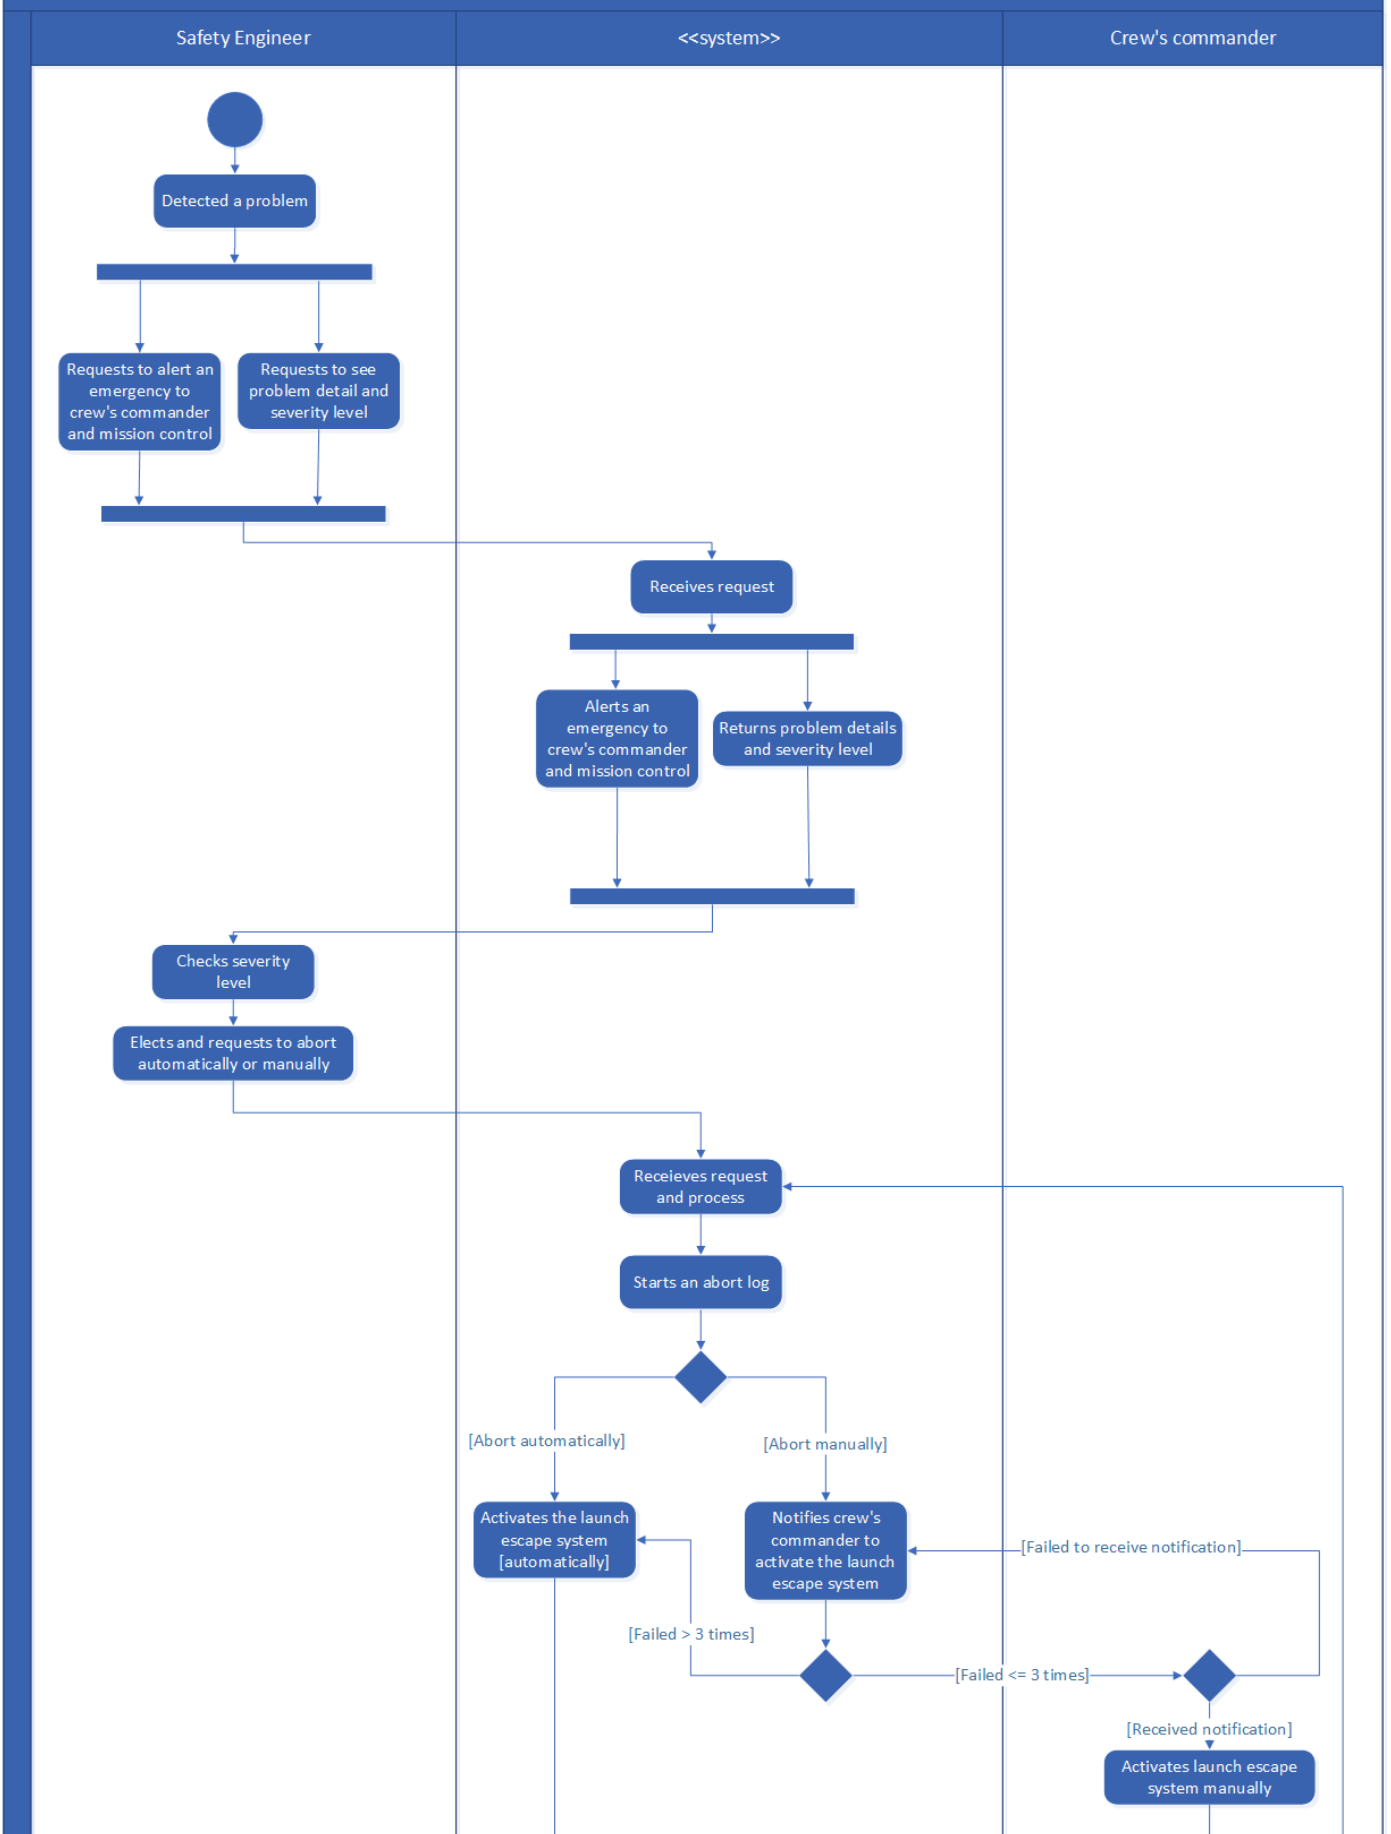 Safety Engineer
<<system>>
Crew's commander
Detected a problem
Requests to alert an
emergency to
crew's commander
and mission control
Requests to see
problem detail and
severity level
Receives request
Alerts an
emergency to
crew's commander
and mission control
Returns problem details
and severity level
Checks severity
level
Elects and requests to abort
automatically or manually
Receieves request
and process
Starts an abort log
[Abort automatically]
[Abort manually]
Activates the launch
escape system
[automatically]
Notifies crew's
commander to
activate the launch
escape system
[Failed to receive notification]
[Failed > 3 times]
[Failed <= 3 times]
[Received notification]
Activates launch escape
system manually